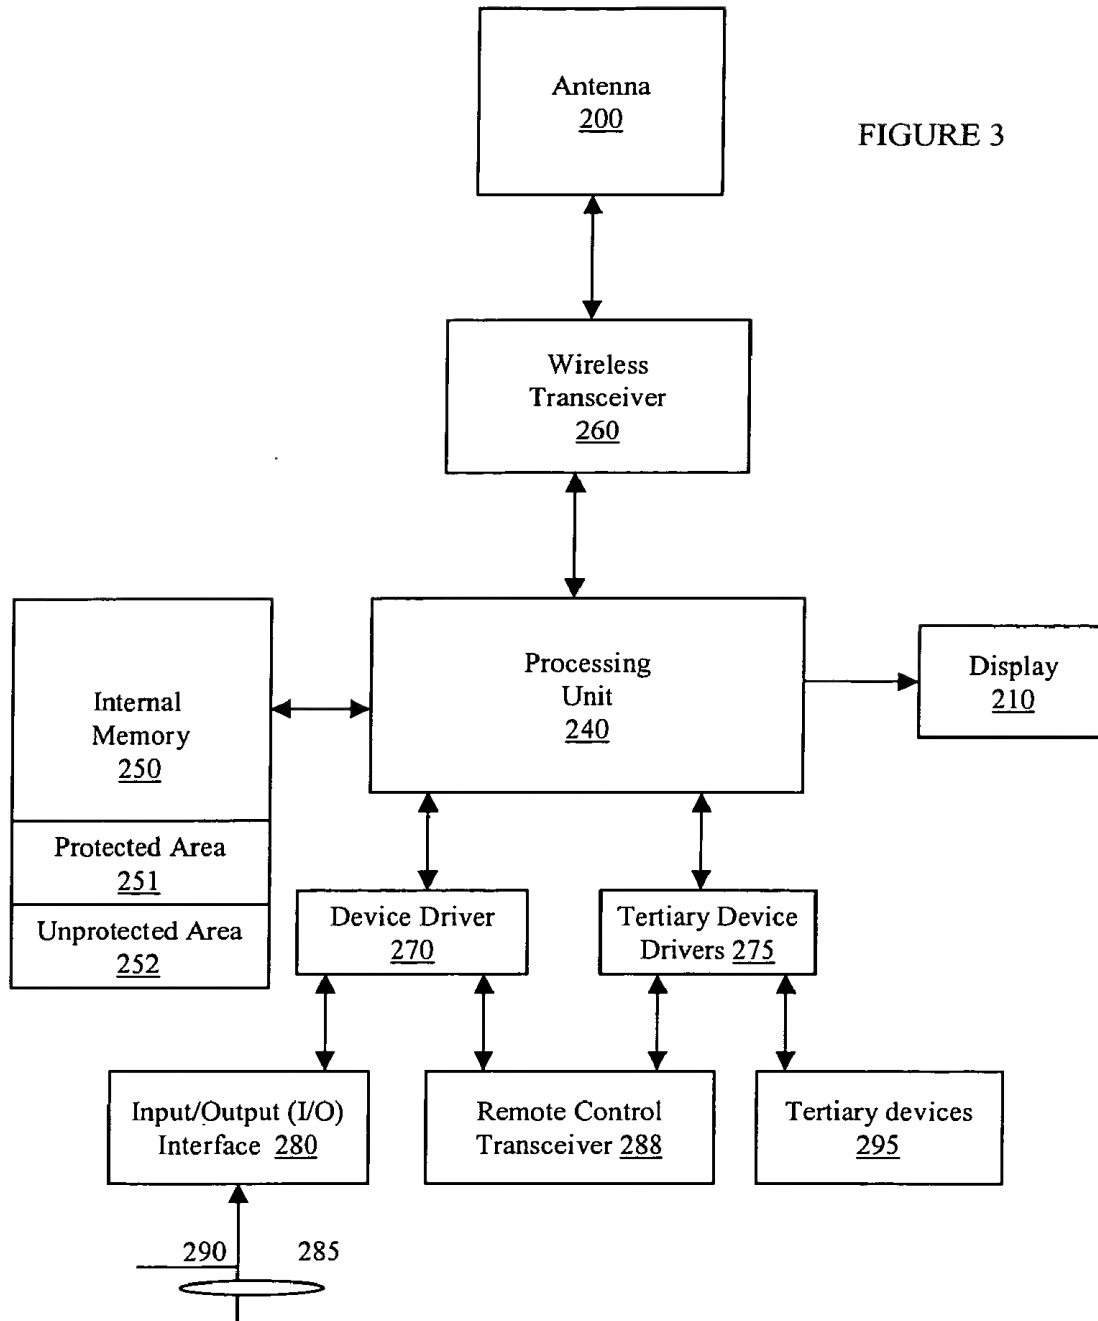 Antenna
200
FIGURE 3
Wireless
Transceiver
260
Processing
Unit
240
Display
210
Internal
Memory
250
Protected Area
251
Unprotected Area
252
Device Driver
270
Tertiary Device
Drivers 275
Input/Output (I/O)
Interface 280
Remote Control
Transceiver 288
Tertiary devices
295
290
285